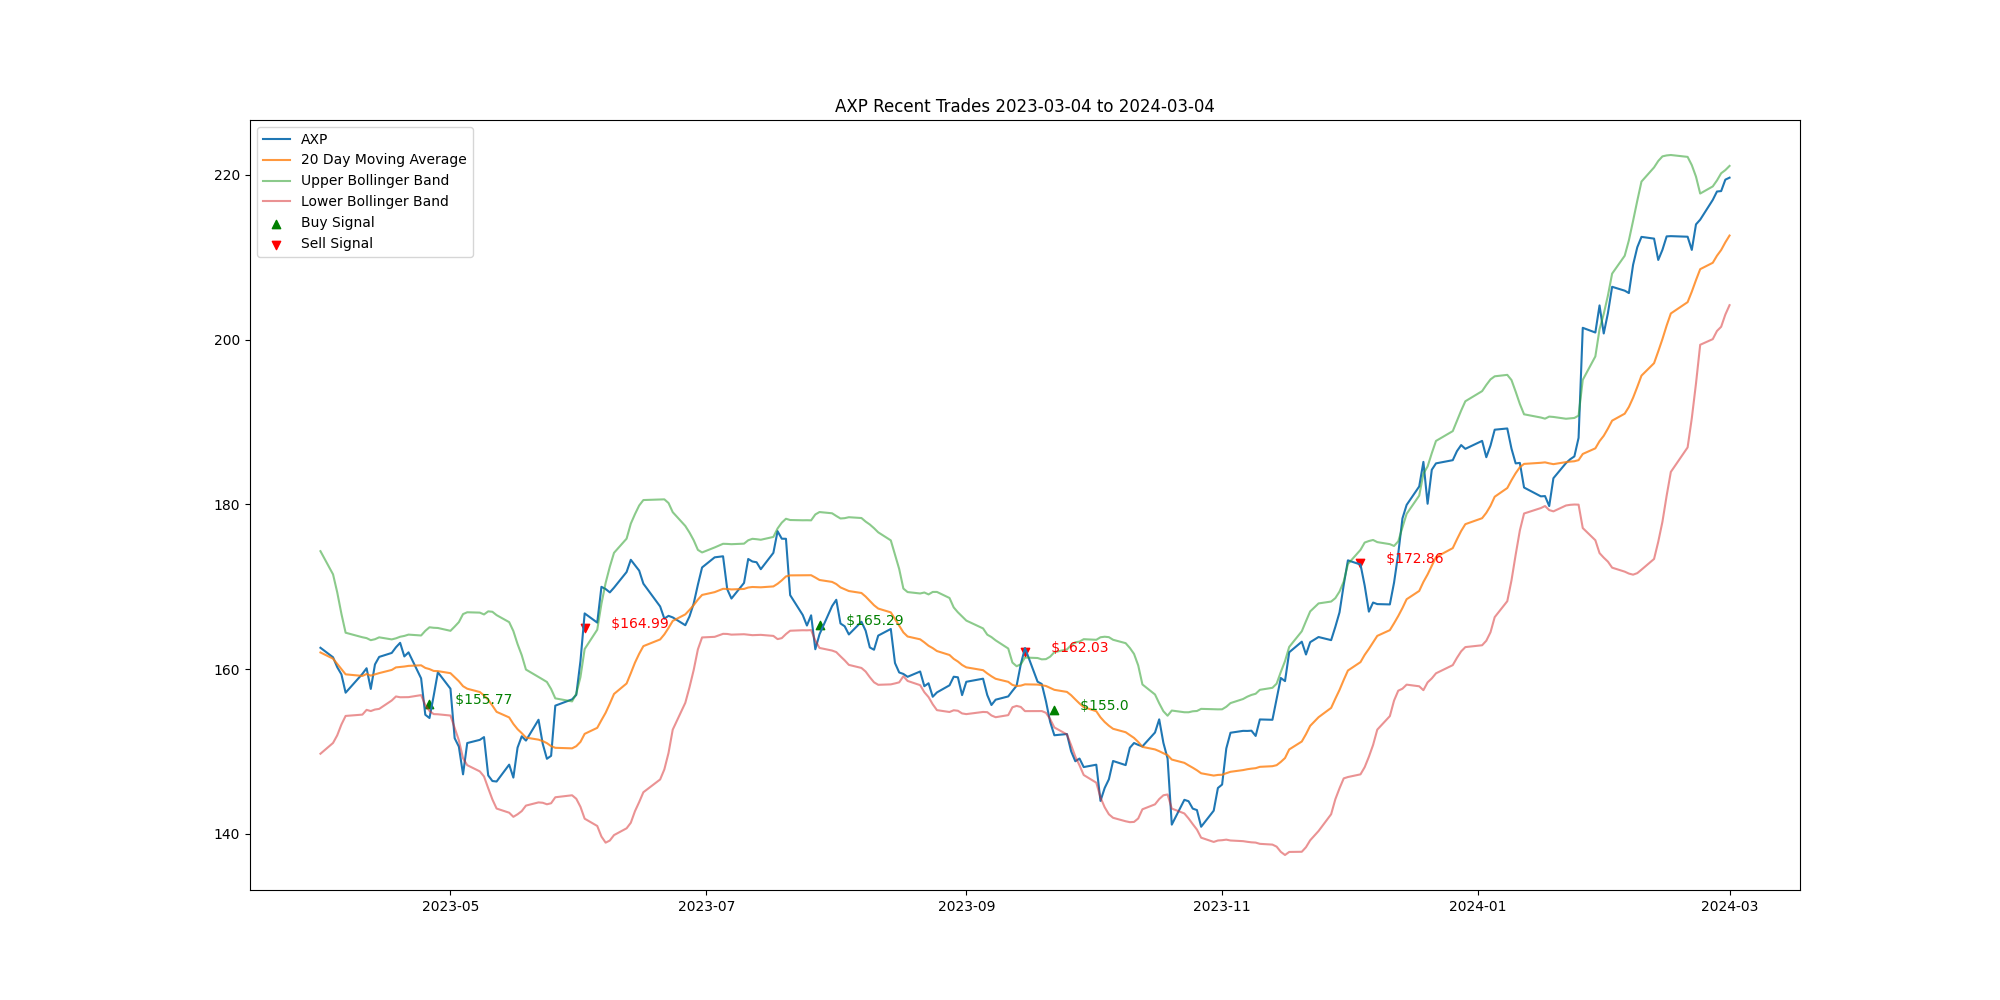 AXP Recent Trades 2023-03-04 to 2024-03-04
AXP
20 Day Moving Average
Upper Bollinger Band
Lower Bollinger Band
Buy Signal
Sell Signal
220
200
180
160
140
$155.77
$164.99
$165.29
$162.03
$155.0
$172.86
2023-05
2023-07
2023-09
2023-11
2024-01
2024-03